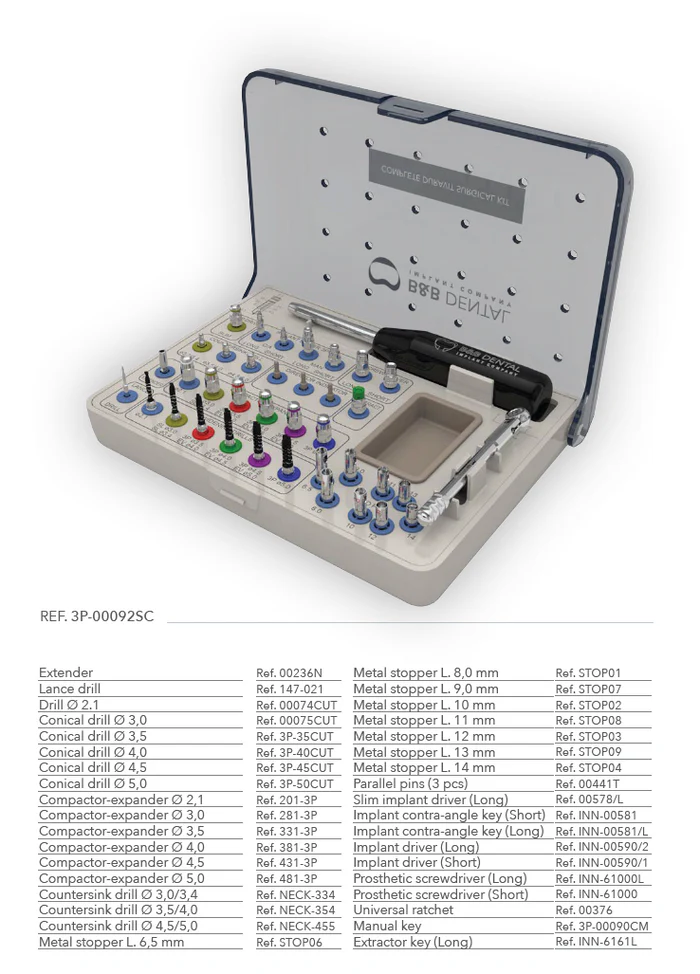 COMPLETE DURAVIT SURGICAL KIT
B&B DENTAL
IMPLANT COMPANY
B&B DENTAL
IMPLANT COMPANY
REF. 3P-00092SC
Extender Ref. 00236N
Lance drill Ref. 147-021
Drill Ø 2.1 Ref. 00074CUT
Conical drill Ø 3,0 Ref. 00075CUT
Conical drill Ø 3,5 Ref. 3P-35CUT
Conical drill Ø 4,0 Ref. 3P-40CUT
Conical drill Ø 4,5 Ref. 3P-45CUT
Conical drill Ø 5,0 Ref. 3P-50CUT
Compactor-expander Ø 2,1 Ref. 201-3P
Compactor-expander Ø 3,0 Ref. 281-3P
Compactor-expander Ø 3,5 Ref. 331-3P
Compactor-expander Ø 4,0 Ref. 381-3P
Compactor-expander Ø 4,5 Ref. 431-3P
Compactor-expander Ø 5,0 Ref. 481-3P
Countersink drill Ø 3,0/3,4 Ref. NECK-334
Countersink drill Ø 3,5/4,0 Ref. NECK-354
Countersink drill Ø 4,5/5,0 Ref. NECK-455
Metal stopper L. 6,5 mm Ref. STOP06
Metal stopper L. 8,0 mm Ref. STOP01
Metal stopper L. 9,0 mm Ref. STOP07
Metal stopper L. 10 mm Ref. STOP02
Metal stopper L. 11 mm Ref. STOP08
Metal stopper L. 12 mm Ref. STOP03
Metal stopper L. 13 mm Ref. STOP09
Metal stopper L. 14 mm Ref. STOP04
Parallel pins (3 pcs) Ref. 00441T
Slim implant driver (Long) Ref. 00578/L
Implant contra-angle key (Short) Ref. INN-00581
Implant contra-angle key (Long) Ref. INN-00581/L
Implant driver (Long) Ref. INN-00590/2
Implant driver (Short) Ref. INN-00590/1
Prosthetic screwdriver (Long) Ref. INN-61000L
Prosthetic screwdriver (Short) Ref. INN-61000
Universal ratchet Ref. 00376
Manual key Ref. 3P-00090CM
Extractor key (Long) Ref. INN-6161L